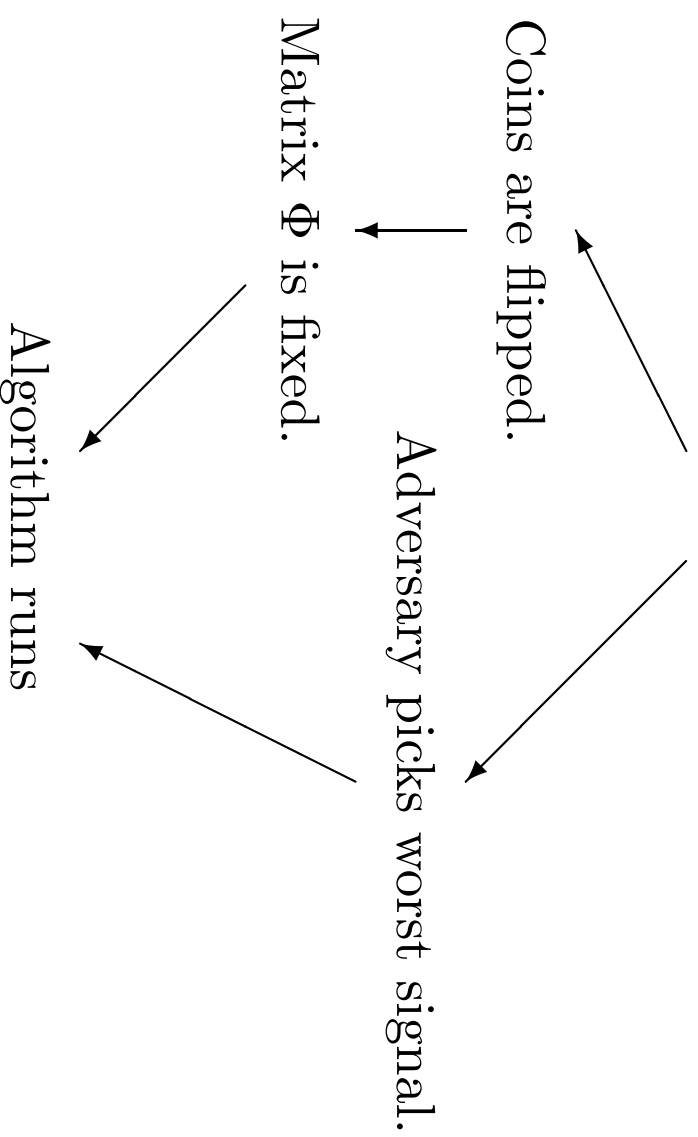 Coins are flipped.
Adversary picks worst signal.
Matrix Φ is fixed.
Algorithm runs